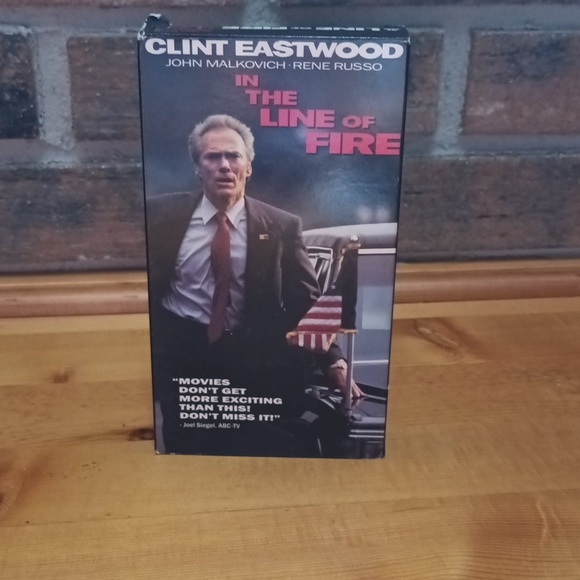 CLINT EASTWOOD
JOHN MALKOVICH · RENE RUSSO
IN
THE
LINE OF
FIRE
"MOVIES
DON'T GET
MORE EXCITING
THAN THIS!
DON'T MISS IT!"
- Joel Siegel, ABC-TV